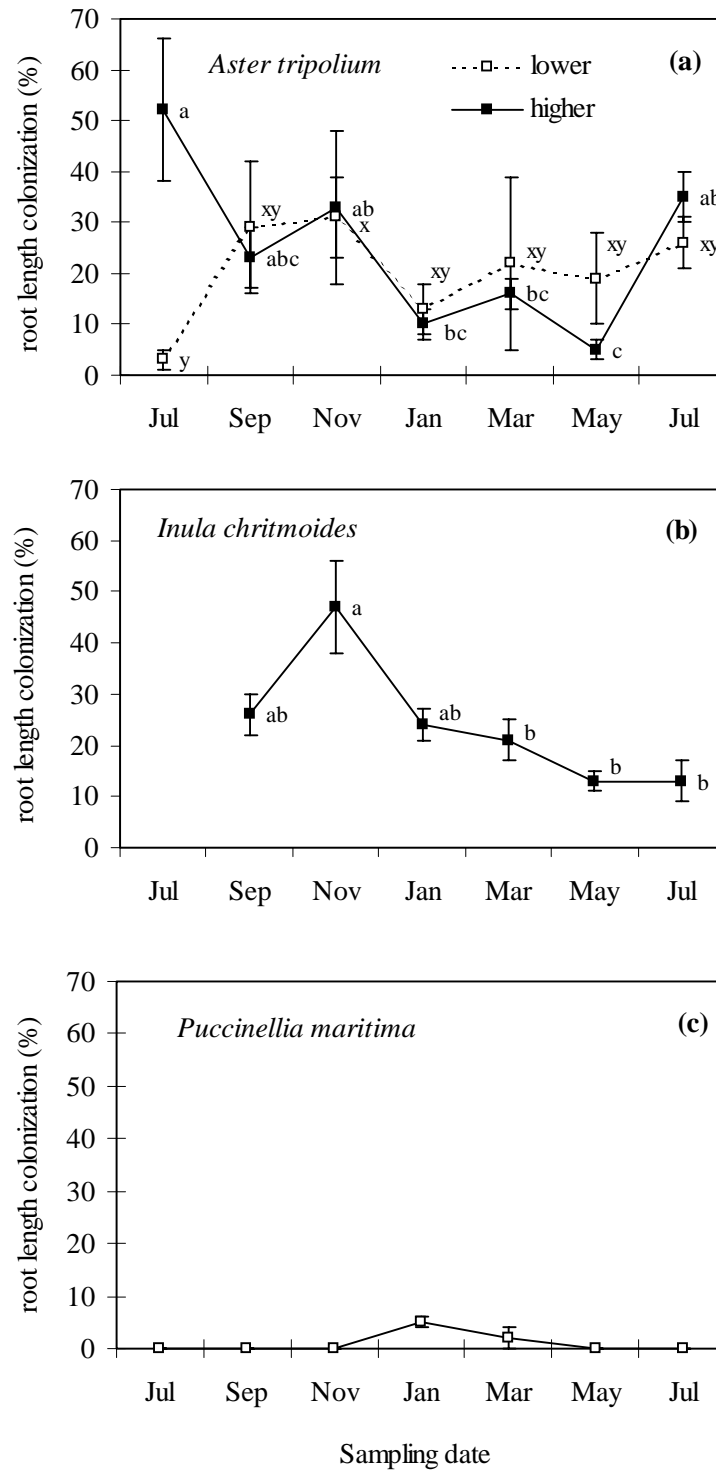 70
60
50
40
30
20
10
0
root length colonization (%)
Aster tripolium
lower
higher
(a)
a
y
xy
abc
ab
x
xy
bc
xy
bc
xy
c
ab
xy
Jul Sep Nov Jan Mar May Jul
70
60
50
40
30
20
10
0
root length colonization (%)
Inula chritmoides
(b)
ab
a
ab
b
b
b
Jul Sep Nov Jan Mar May Jul
70
60
50
40
30
20
10
0
root length colonization (%)
Puccinellia maritima
(c)
Jul Sep Nov Jan Mar May Jul
Sampling date